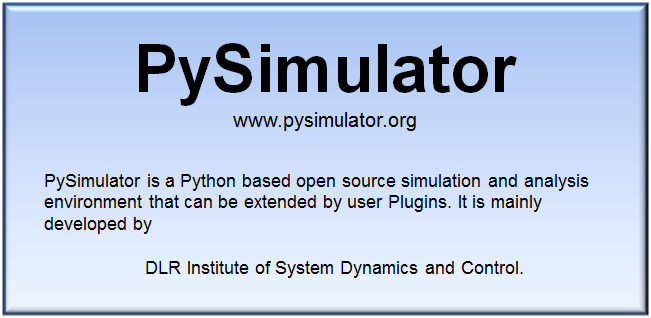 PySimulator
www.pysimulator.org
PySimulator is a Python based open source simulation and analysis
environment that can be extended by user Plugins. It is mainly
developed by
DLR Institute of System Dynamics and Control.